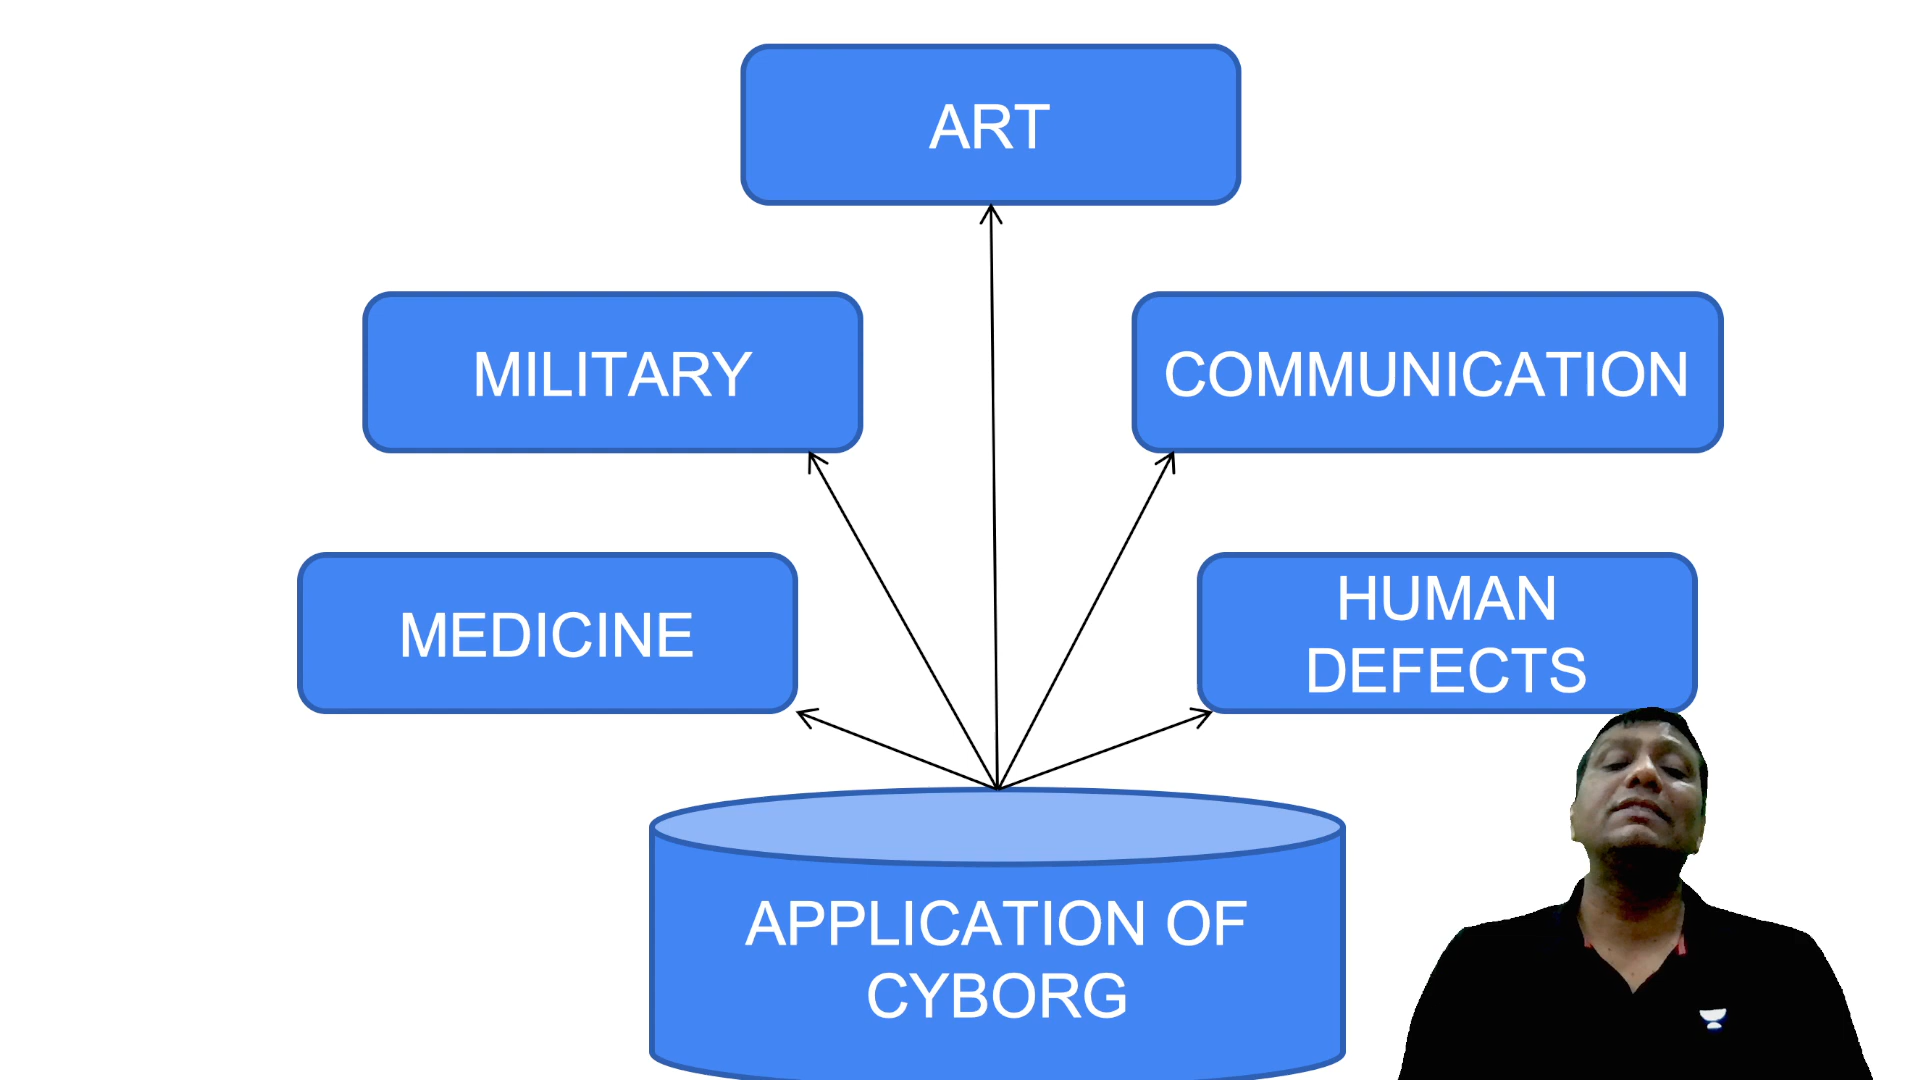 ART
MILITARY
COMMUNICATION
MEDICINE
HUMAN
DEFECTS
APPLICATION OF
CYBORG